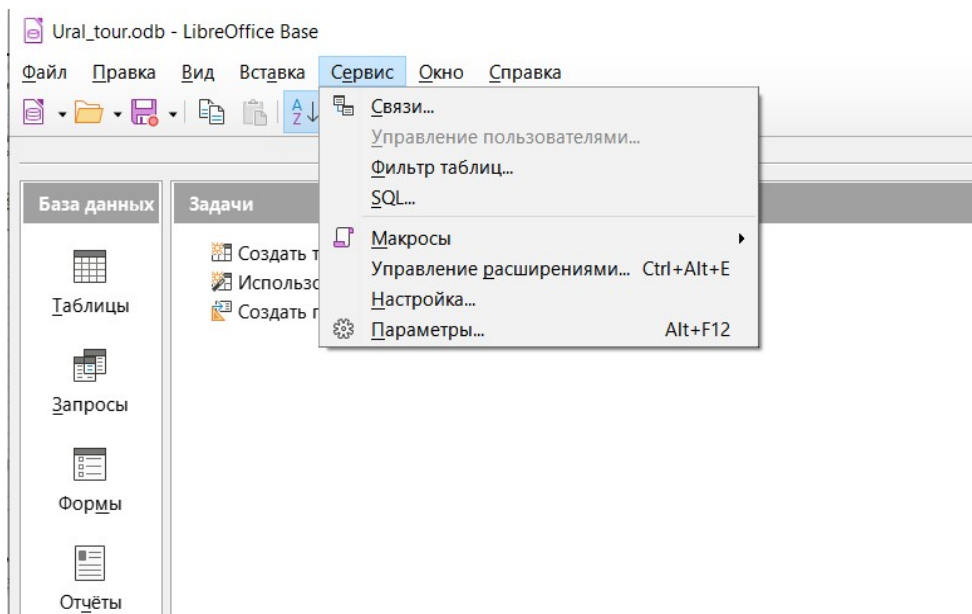 Ural_tour.odb - LibreOffice Base
Файл Правка Вид Вставка Сервис Окно Справка
Связи...
Управление пользователями...
Фильтр таблиц...
SQL...
Макросы
Управление расширениями... Ctrl+Alt+E
Настройка...
Параметры... Alt+F12
База данных
Таблицы
Запросы
Формы
Отчёты
Задачи
Создать т
Использо
Создать